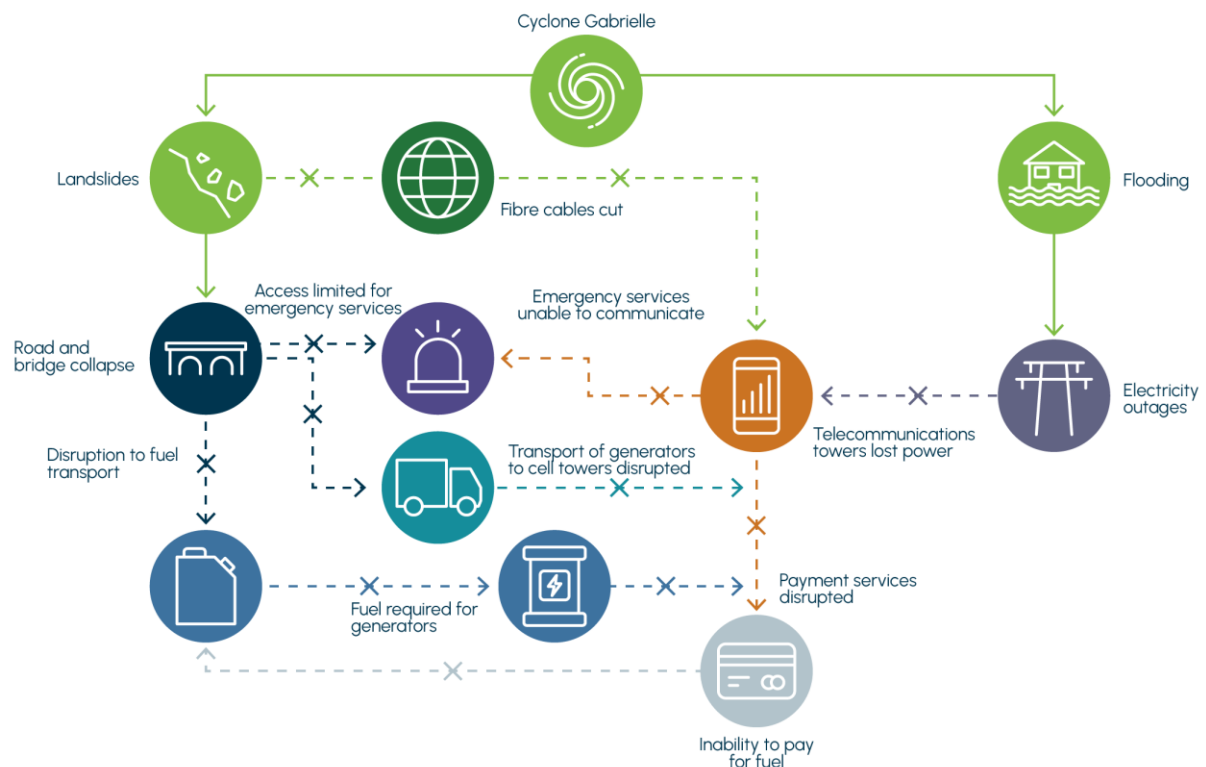 Cyclone Gabrielle
Landslides
Fibre cables cut
Flooding
Access limited for
emergency services
Emergency services
unable to communicate
Road and
bridge collapse
Electricity
outages
Telecommunications
towers lost power
Disruption to fuel
transport
Transport of generators
to cell towers disrupted
Fuel required for
generators
Payment services
disrupted
Inability to pay
for fuel